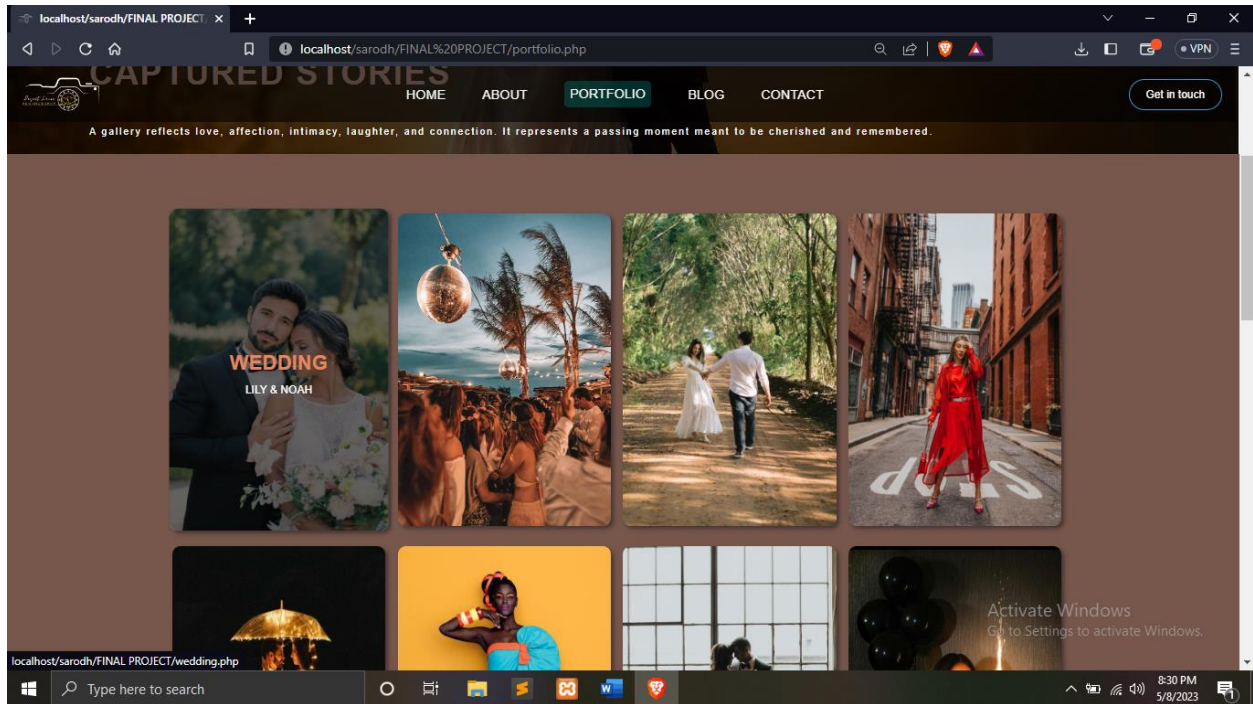 localhost/sarodh/FINAL PROJECT/
localhost/sarodh/FINAL%20PROJECT/portfolio.php
VPN
CAPTURED STORIES
HOME ABOUT PORTFOLIO BLOG CONTACT
Get in touch
A gallery reflects love, affection, intimacy, laughter, and connection. It represents a passing moment meant to be cherished and remembered.
WEDDING
LILY & NOAH
Activate Windows
Go to Settings to activate Windows.
localhost/sarodh/FINAL PROJECT/wedding.php
Type here to search
8:30 PM
5/8/2023
1